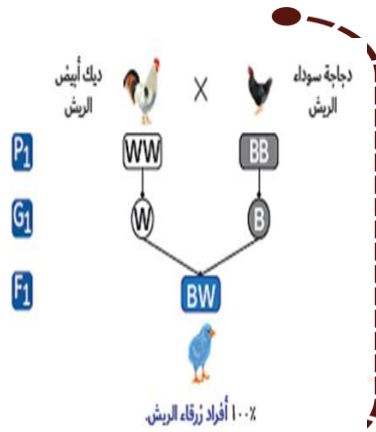 دجاجة سوداء
الريش
×
ديك أبيض
الريش
P1
WW
BB
G1
W
B
F1
BW
١٠٠٪ أفراد زرقاء الريش.